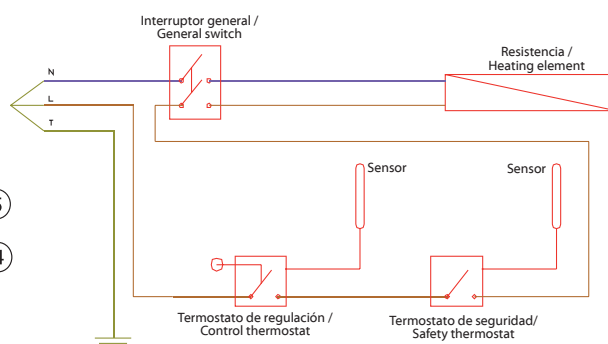 Interruptor general /
General switch
Resistencia /
Heating element
N
L
T
Sensor
Sensor
Termostato de regulación /
Control thermostat
Termostato de seguridad/
Safety thermostat